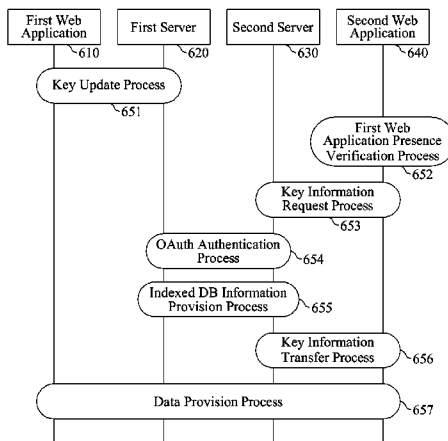 First Web
Application
First Server
Second Server
Second Web
Application
610
620
630
640
Key Update Process
651
First Web
Application Presence
Verification Process
652
Key Information
Request Process
653
OAuth Authentication
Process
654
Indexed DB Information
Provision Process
655
Key Information
Transfer Process
656
Data Provision Process
657